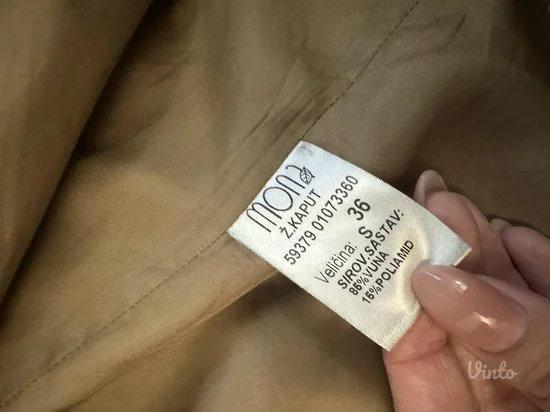 mona
Ž.KAPUT
59379 01073360
Veličina: S 36
SIROV.SASTAV:
85%VUNA
15%POLIAMID
Vinto